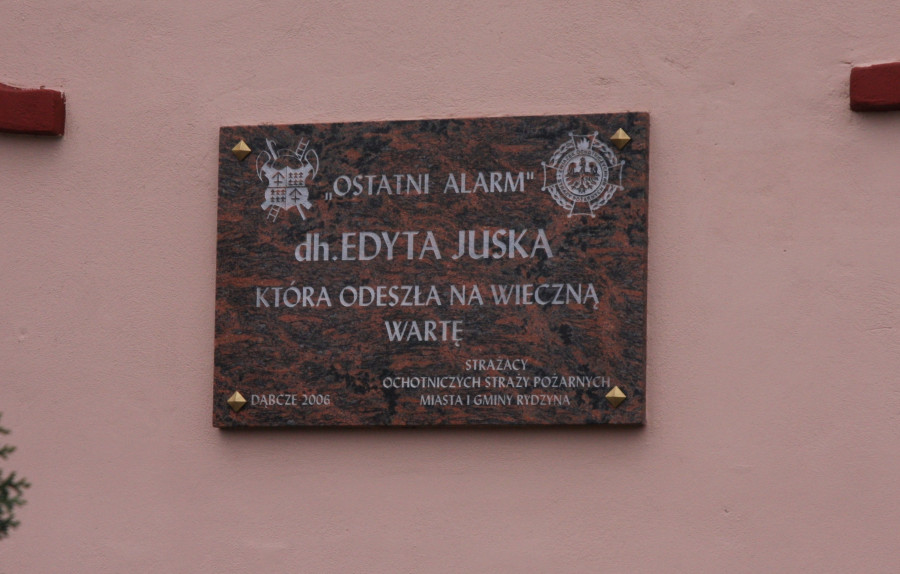 „OSTATNI ALARM"
dh.EDYTA JUSKA
KTÓRA ODESZŁA NA WIECZNĄ
WARTĘ
STRAŻACY
OCHOTNICZYCH STRAŻY POŻARNYCH
DĄBCZE 2006 MIASTA I GMINY RYDZYNA